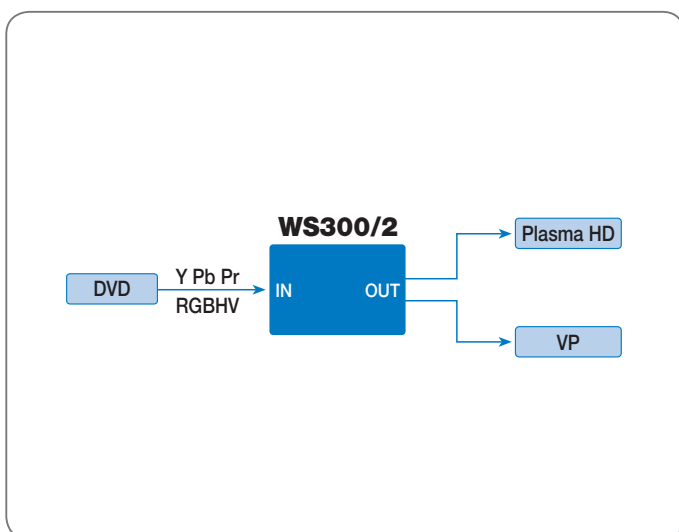 WS300/2
DVD
Y Pb Pr
RGBHV
IN
OUT
Plasma HD
VP